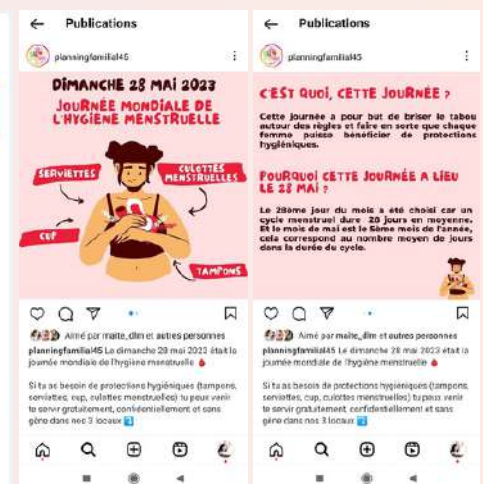 Publications
planningfamilial45
DIMANCHE 28 MAI 2023
JOURNÉE MONDIALE DE
L'HYGIÈNE MENSTRUELLE
SERVIETTES
CULOTTES
MENSTRUELLES
CUP
TAMPONS
Aimé par malte_dlm et autres personnes
planningfamilial45 Le dimanche 28 mai 2023 était la
journée mondiale de l'hygiène menstruelle
Si tu as besoin de protections hygiéniques (tampons,
serviettes, cup, culottes menstruelles) tu peux venir
te servir gratuitement, confidentiellement et sans
gêne dans nos 3 locaux
Publications
planningfamilial45
C'EST QUOI, CETTE JOURNÉE ?
Cette journée a pour but de briser le tabou
autour des règles et faire en sorte que chaque
femme puisse bénéficier de protections
hygiéniques.
POURQUOI CETTE JOURNÉE A LIEU
LE 28 MAI ?
Le 28ème jour du mois a été choisi car un
cycle menstruel dure 28 jours en moyenne.
Et le mois de mai est le 5ème mois de l'année,
cela correspond au nombre moyen de jours
dans la durée du cycle.
Aimé par malte_dlm et autres personnes
planningfamilial45 Le dimanche 28 mai 2023 était la
journée mondiale de l'hygiène menstruelle
Si tu as besoin de protections hygiéniques (tampons,
serviettes, cup, culottes menstruelles) tu peux venir
te servir gratuitement, confidentiellement et sans
gêne dans nos 3 locaux